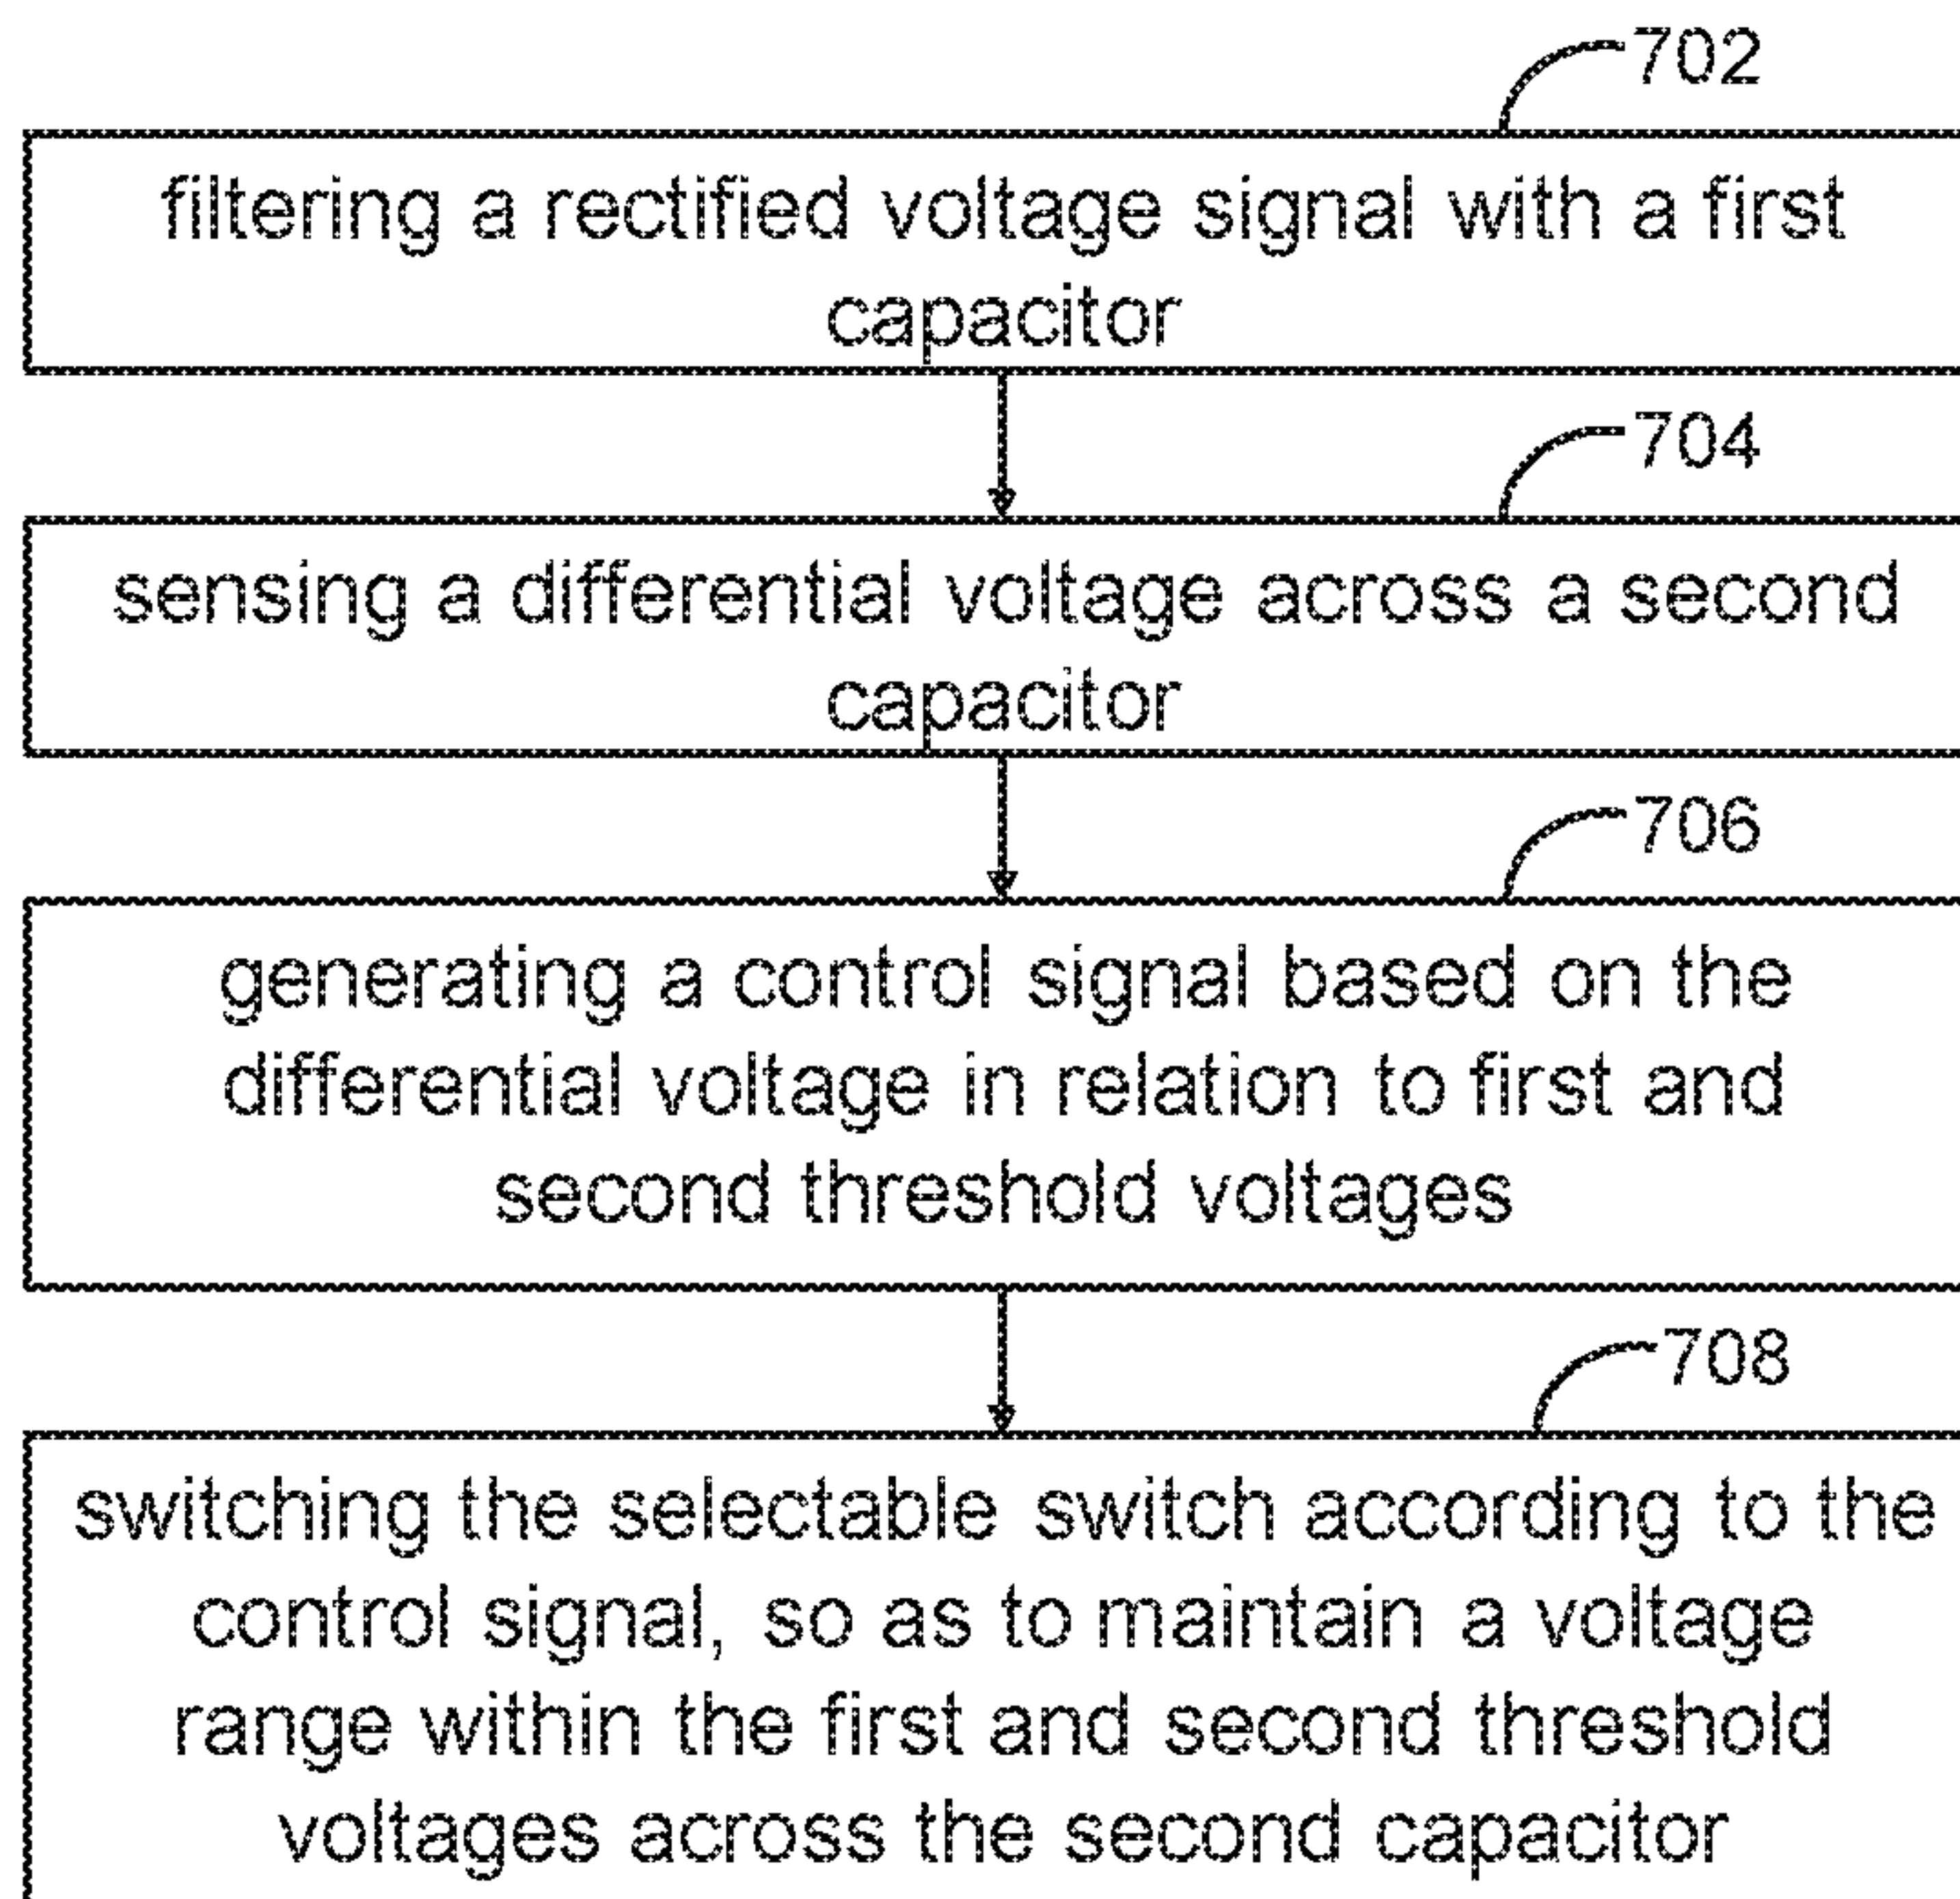 702
filtering a rectified voltage signal with a first
capacitor
704
sensing a differential voltage across a second
capacitor
706
generating a control signal based on the
differential voltage in relation to first and
second threshold voltages
708
switching the selectable switch according to the
control signal, so as to maintain a voltage
range within the first and second threshold
voltages across the second capacitor